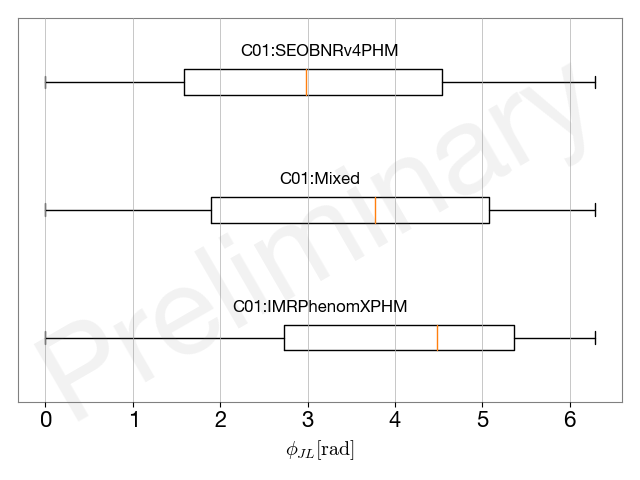 C01:SEOBNRv4PHM
C01:Mixed
C01:IMRPhenomXPHM
Preliminary
0 1 2 3 4 5 6
ϕ_JL[rad]